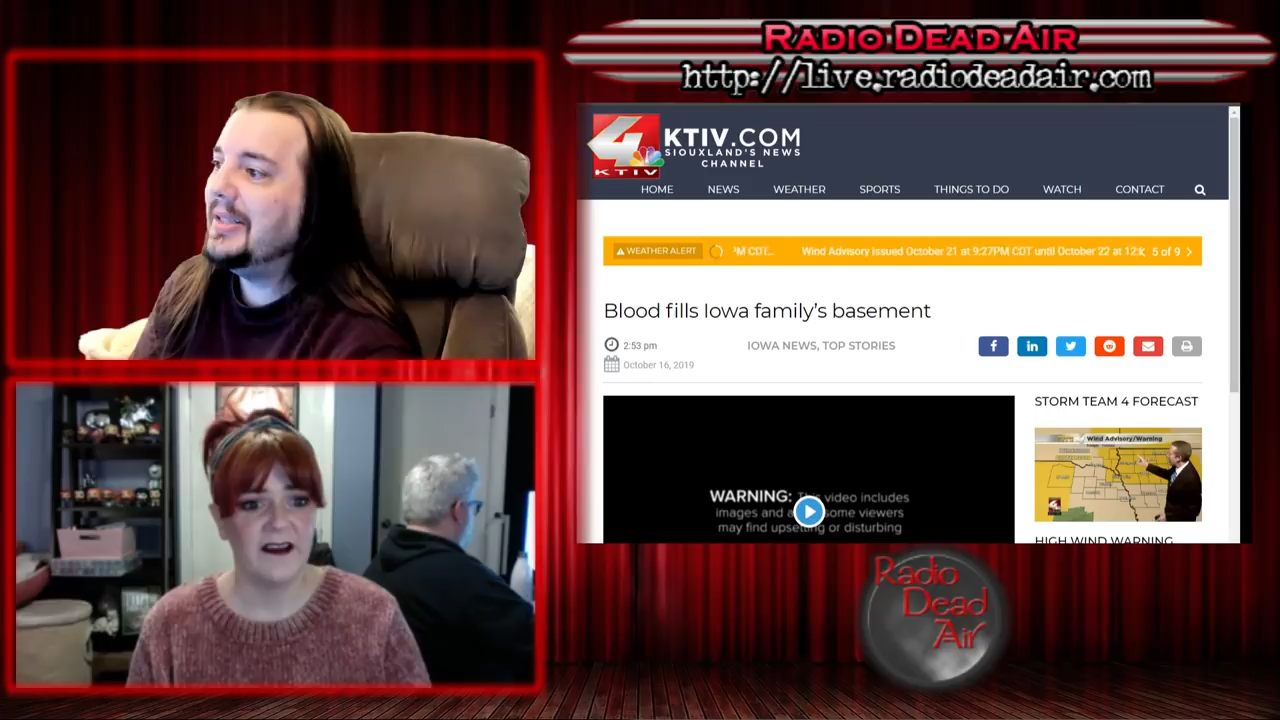 RADIO DEAD AIR
http://live.radiodeadair.com
4
KTIV
KTIV.COM
SIOUXLAND'S NEWS
CHANNEL
HOME NEWS WEATHER SPORTS THINGS TO DO WATCH CONTACT
WEATHER ALERT CDT... Wind Advisory issued October 21 at 9:27PM CDT until October 22 at 5 of 9
Blood fills Iowa family's basement
2:53 pm IOWA NEWS, TOP STORIES
October 16, 2019
STORM TEAM 4 FORECAST
Wind Advisory/Warning
WARNING: This video includes
images and some viewers
may find upsetting or disturbing
HIGH WIND WARNING
Radio
Dead
Air